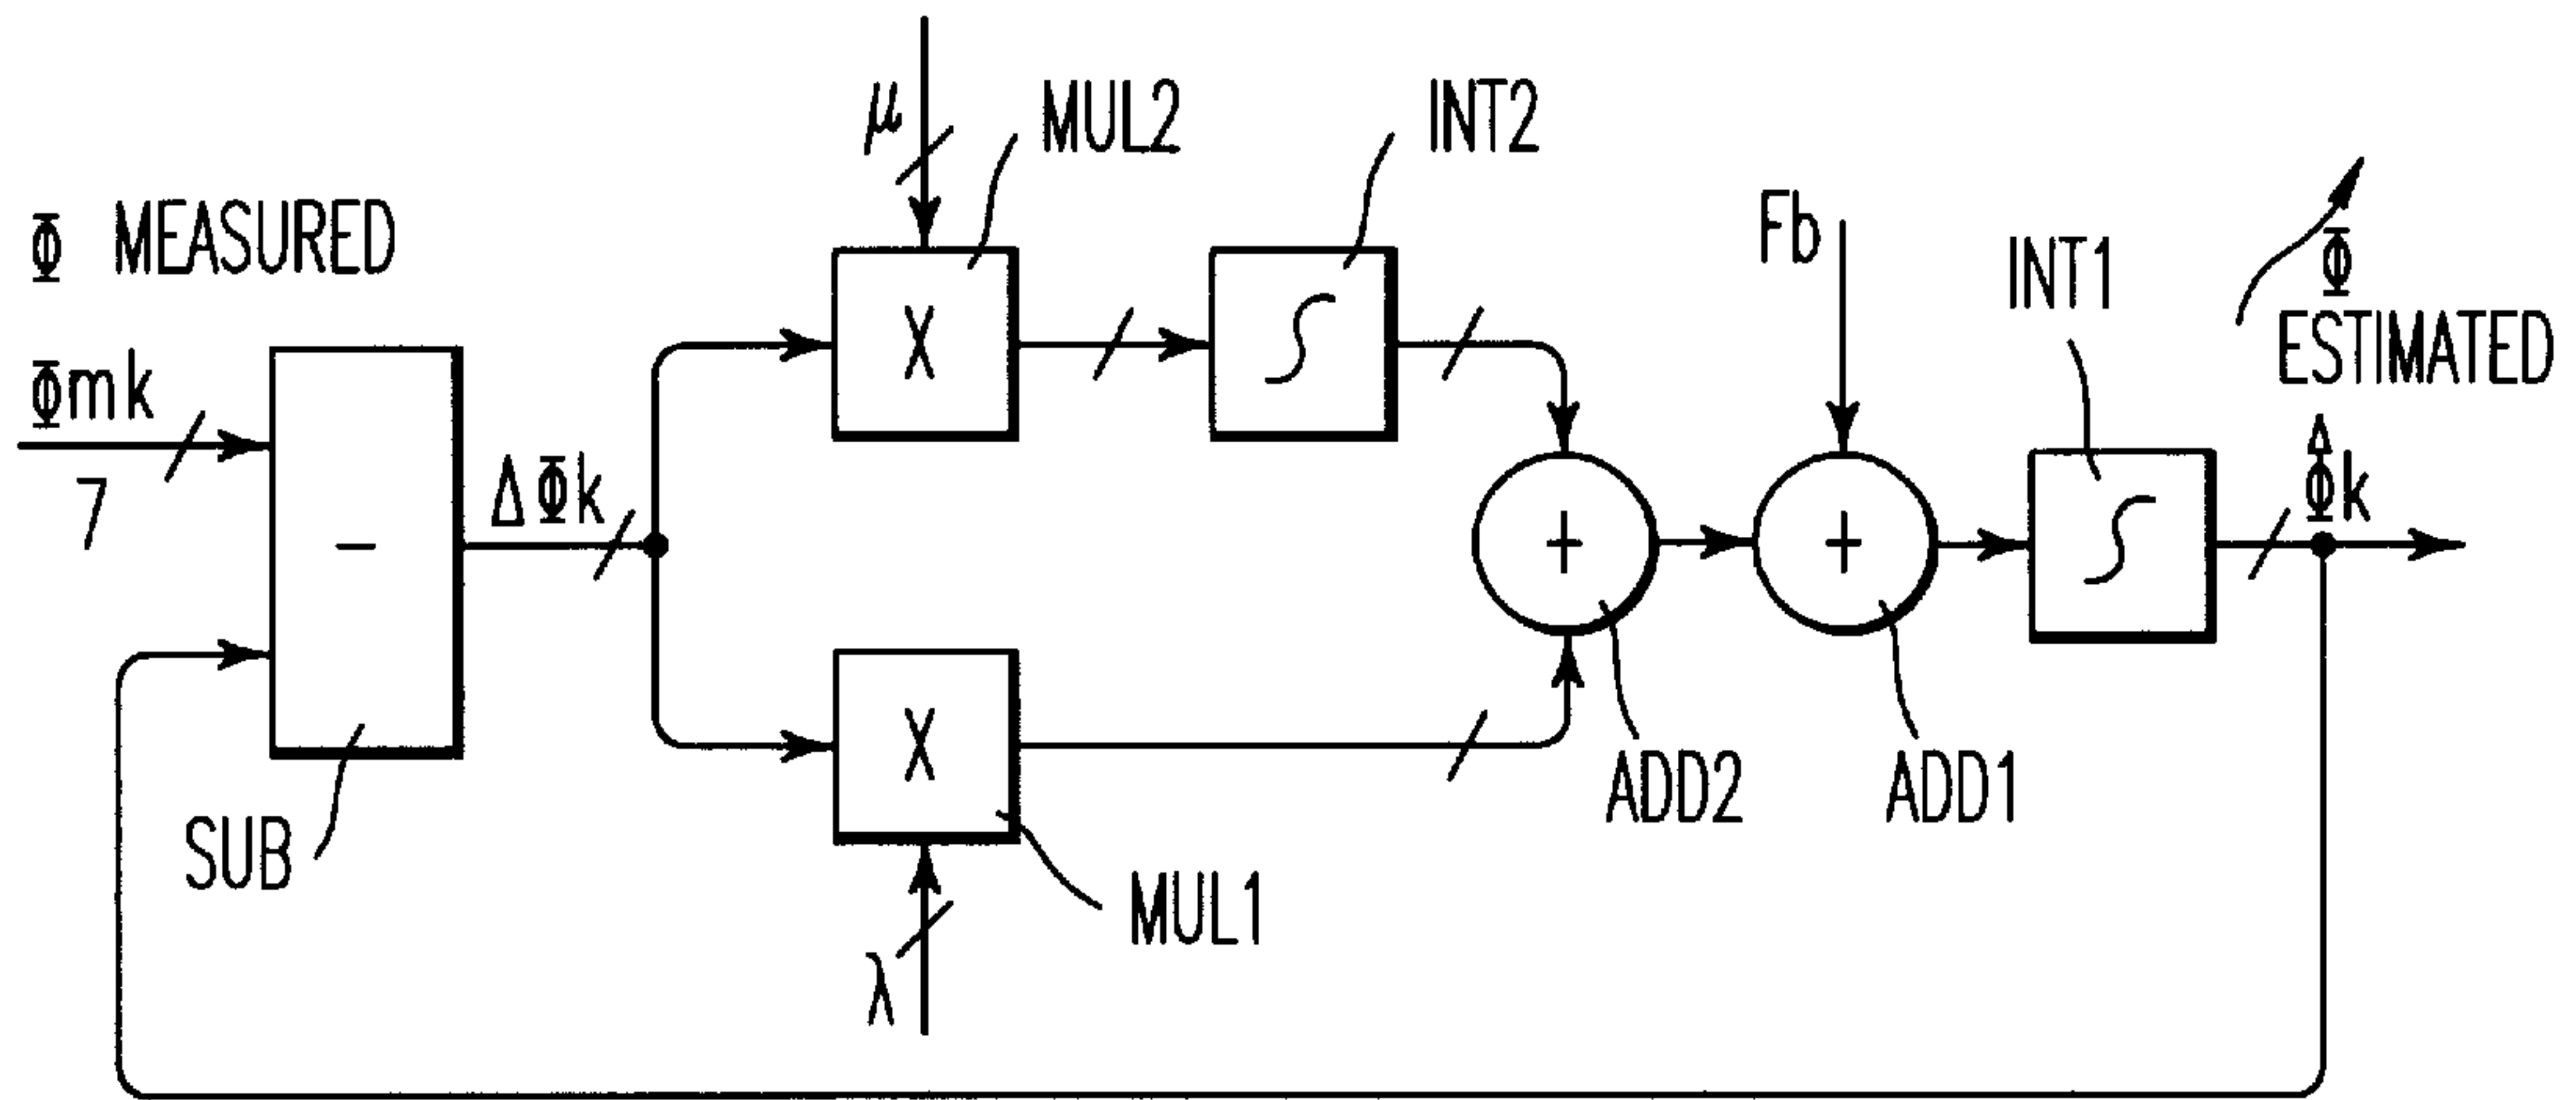 μ
MUL2
INT2
Φ MEASURED
Fb
INT1
Φ
ESTIMATED
Φmk
7
ΔΦk
Φ̂k
X
∫
−
+
+
∫
X
SUB
ADD2
ADD1
MUL1
λ